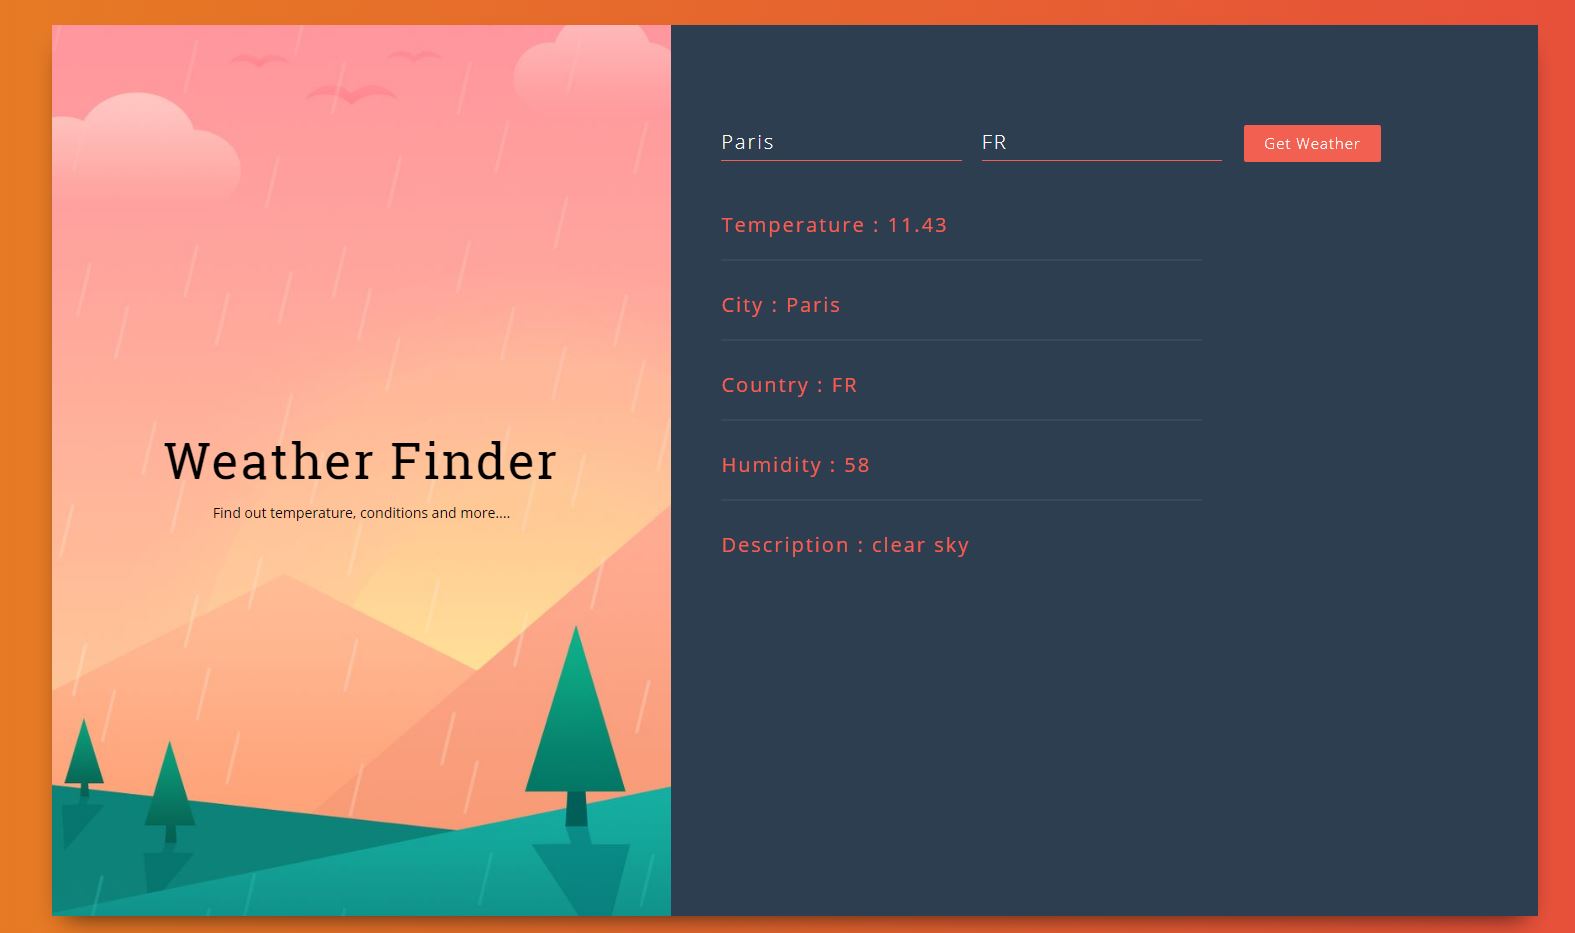 Weather Finder
Find out temperature, conditions and more....
Paris
FR
Get Weather
Temperature : 11.43
City : Paris
Country : FR
Humidity : 58
Description : clear sky